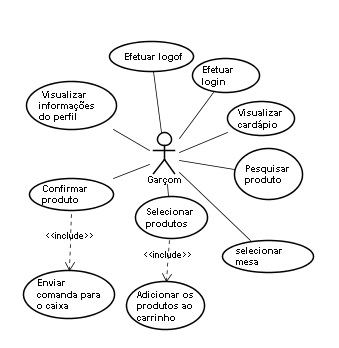 Efetuar logof
Efetuar
login
Visualizar
informações
do perfil
Visualizar
cardápio
Pesquisar
produto
Garçom
Confirmar
produto
Selecionar
produtos
<<include>>
<<include>>
selecionar
mesa
Enviar
comanda para
o caixa
Adicionar os
produtos ao
carrinho